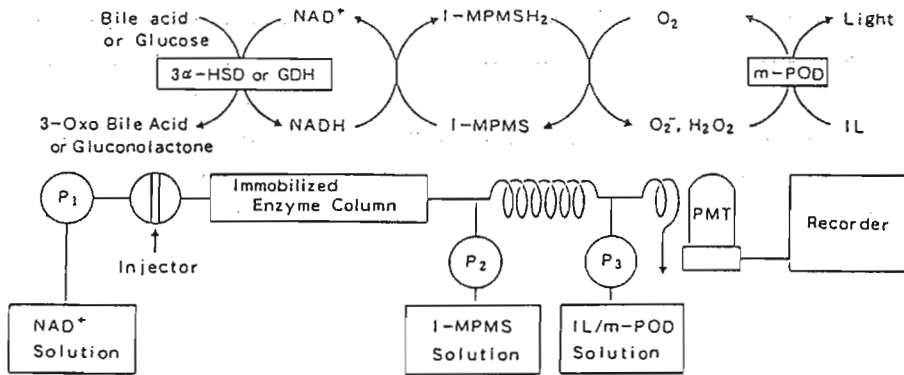 Bile acid
or Glucose
NAD⁺
1-MPMSH2
O2
Light
3α-HSD or GDH
m-POD
3-Oxo Bile Acid
or Gluconolactone
NADH
1-MPMS
O2⁻, H2O2
IL
P1
Immobilized
Enzyme Column
PMT
Recorder
Injector
P2
P3
NAD⁺
Solution
1-MPMS
Solution
IL/m-POD
Solution